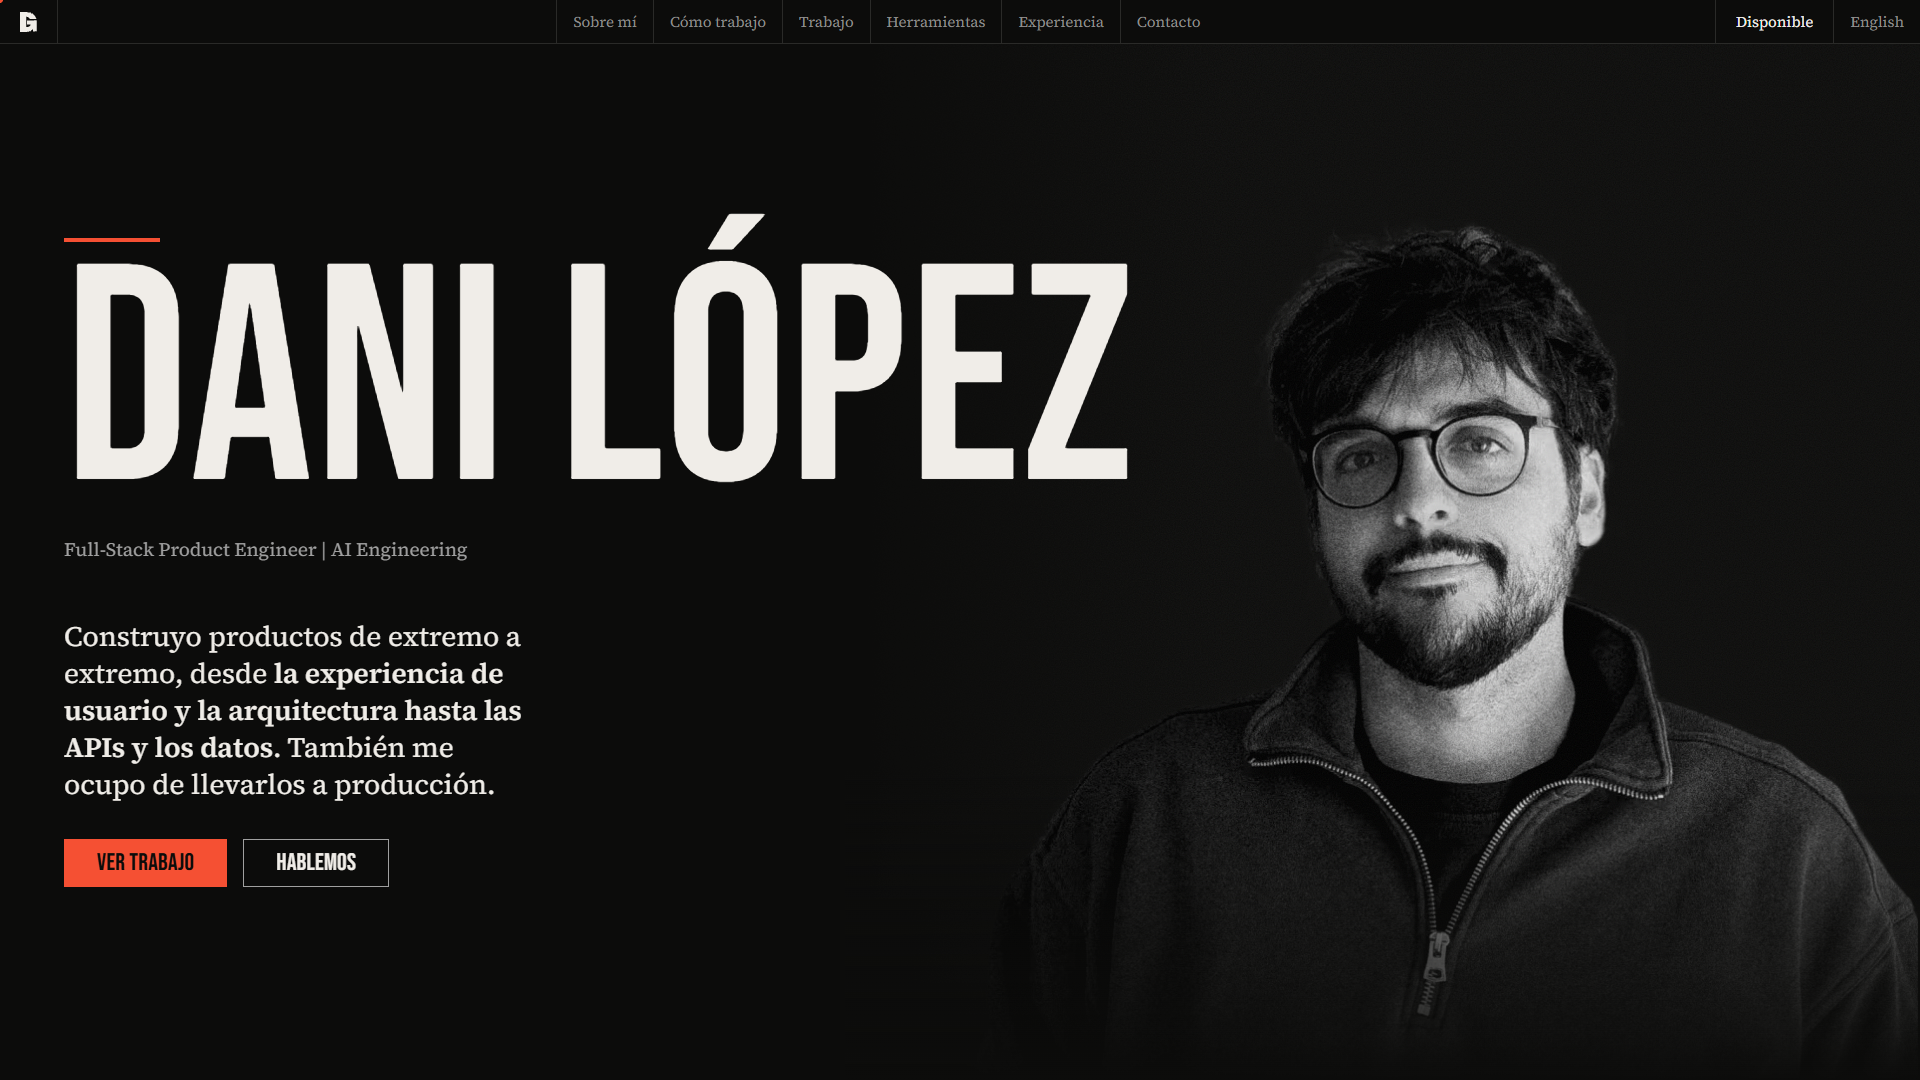 Sobre mí
Cómo trabajo
Trabajo
Herramientas
Experiencia
Contacto
Disponible
English
DANI LÓPEZ
Full-Stack Product Engineer | AI Engineering
Construyo productos de extremo a
extremo, desde la experiencia de
usuario y la arquitectura hasta las
APIs y los datos. También me
ocupo de llevarlos a producción.
VER TRABAJO
HABLEMOS